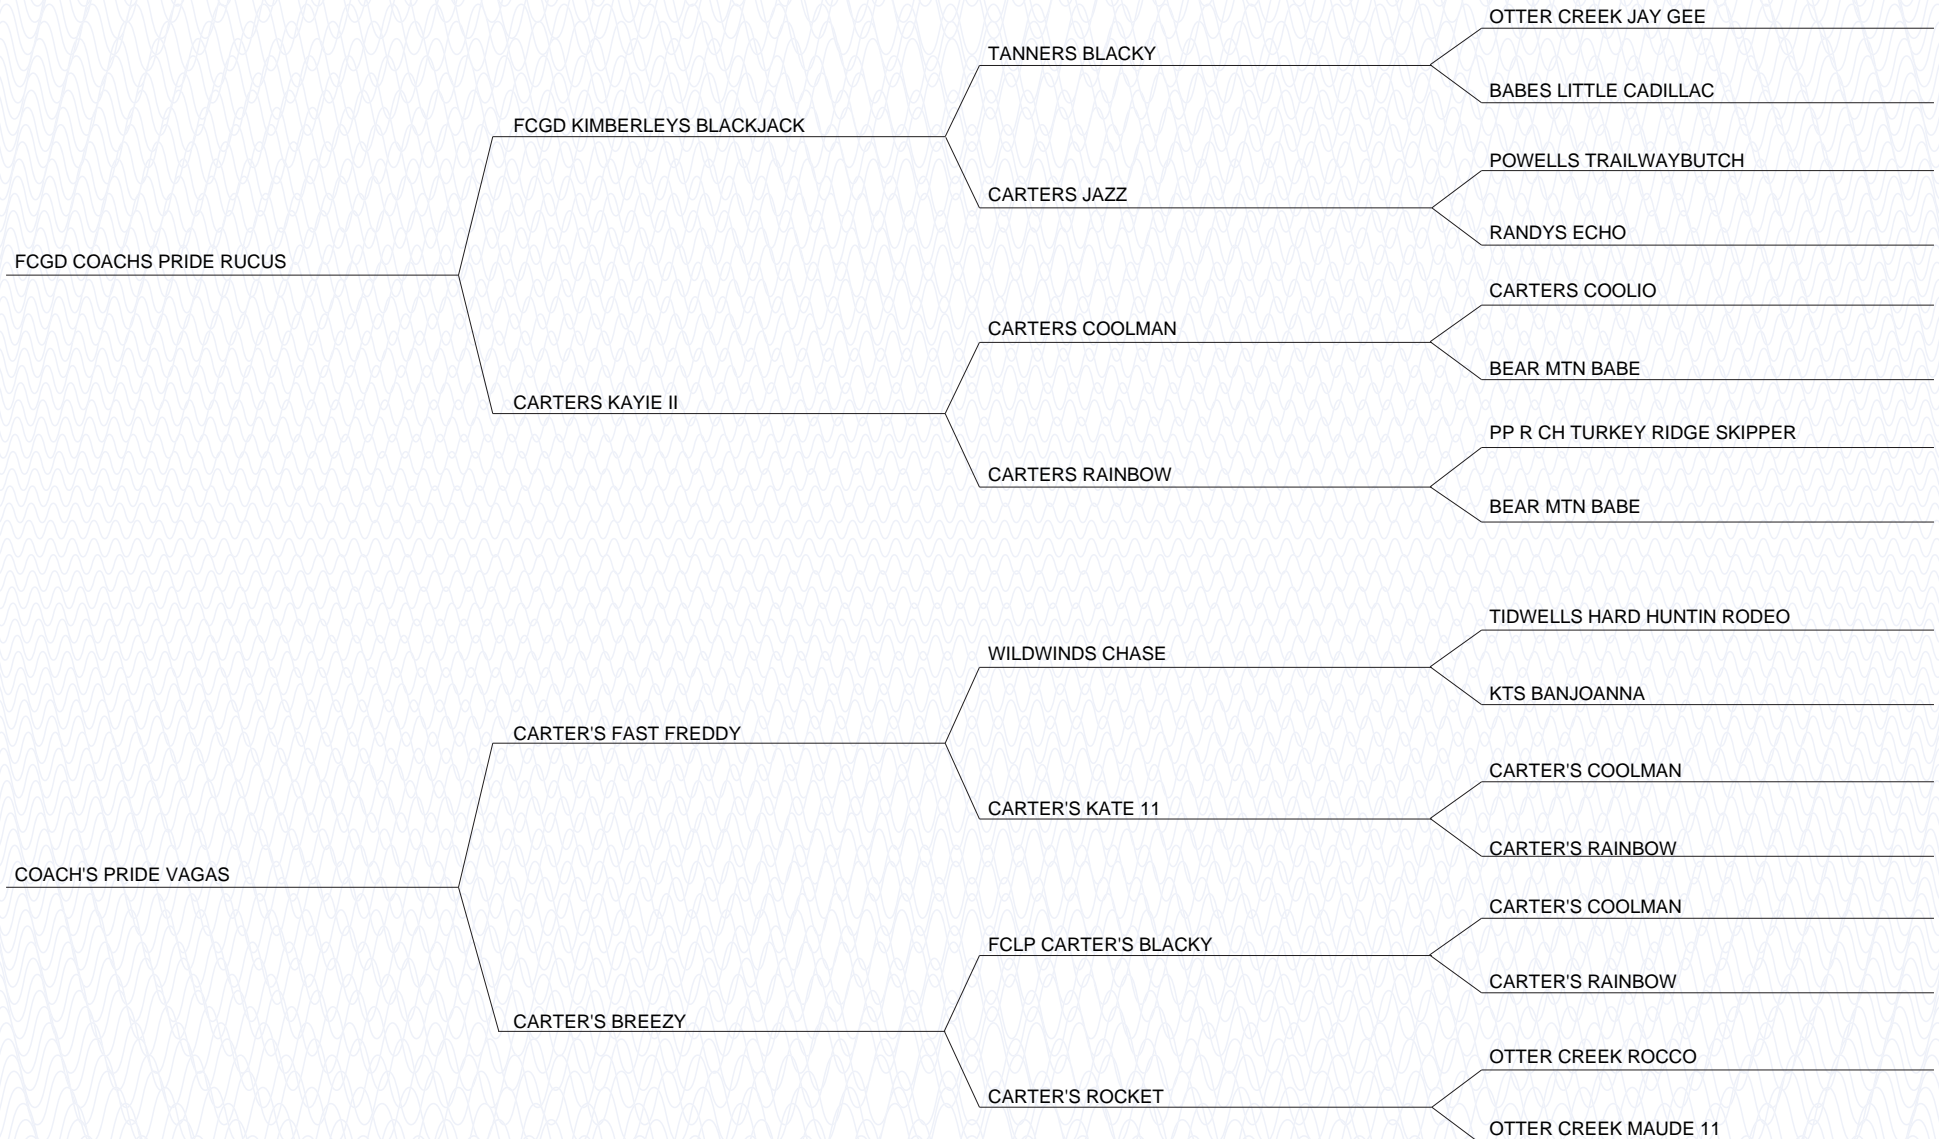 OTTER CREEK JAY GEE
TANNERS BLACKY
BABES LITTLE CADILLAC
FCGD KIMBERLEYS BLACKJACK
POWELLS TRAILWAYBUTCH
CARTERS JAZZ
RANDYS ECHO
FCGD COACHS PRIDE RUCUS
CARTERS COOLIO
CARTERS COOLMAN
BEAR MTN BABE
CARTERS KAYIE II
PP R CH TURKEY RIDGE SKIPPER
CARTERS RAINBOW
BEAR MTN BABE
TIDWELLS HARD HUNTIN RODEO
WILDWINDS CHASE
KTS BANJOANNA
CARTER'S FAST FREDDY
CARTER'S COOLMAN
CARTER'S KATE 11
CARTER'S RAINBOW
COACH'S PRIDE VAGAS
CARTER'S COOLMAN
FCLP CARTER'S BLACKY
CARTER'S RAINBOW
CARTER'S BREEZY
OTTER CREEK ROCCO
CARTER'S ROCKET
OTTER CREEK MAUDE 11